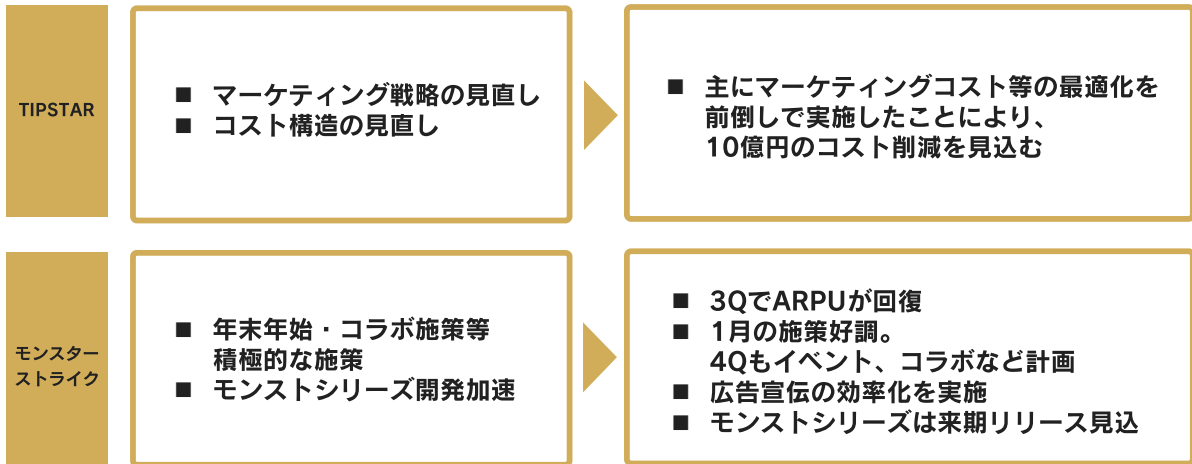 TIPSTAR
■ マーケティング戦略の見直し
■ コスト構造の見直し
■ 主にマーケティングコスト等の最適化を
前倒しで実施したことにより、
10億円のコスト削減を見込む
モンスター
ストライク
■ 年末年始・コラボ施策等
積極的な施策
■ モンストシリーズ開発加速
■ 3QでARPUが回復
■ 1月の施策好調。
4Qもイベント、コラボなど計画
■ 広告宣伝の効率化を実施
■ モンストシリーズは来期リリース見込